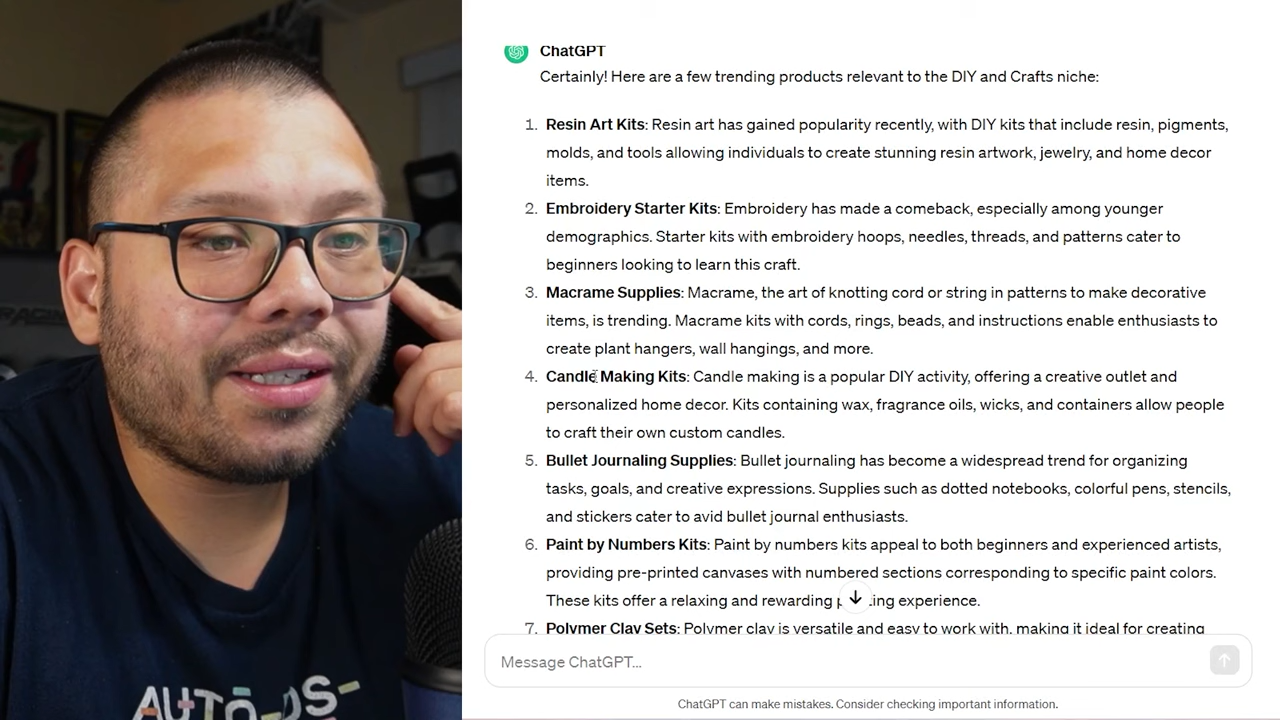 ChatGPT
Certainly! Here are a few trending products relevant to the DIY and Crafts niche:
1. Resin Art Kits: Resin art has gained popularity recently, with DIY kits that include resin, pigments,
molds, and tools allowing individuals to create stunning resin artwork, jewelry, and home decor
items.
2. Embroidery Starter Kits: Embroidery has made a comeback, especially among younger
demographics. Starter kits with embroidery hoops, needles, threads, and patterns cater to
beginners looking to learn this craft.
3. Macrame Supplies: Macrame, the art of knotting cord or string in patterns to make decorative
items, is trending. Macrame kits with cords, rings, beads, and instructions enable enthusiasts to
create plant hangers, wall hangings, and more.
4. Candle Making Kits: Candle making is a popular DIY activity, offering a creative outlet and
personalized home decor. Kits containing wax, fragrance oils, wicks, and containers allow people
to craft their own custom candles.
5. Bullet Journaling Supplies: Bullet journaling has become a widespread trend for organizing
tasks, goals, and creative expressions. Supplies such as dotted notebooks, colorful pens, stencils,
and stickers cater to avid bullet journal enthusiasts.
6. Paint by Numbers Kits: Paint by numbers kits appeal to both beginners and experienced artists,
providing pre-printed canvases with numbered sections corresponding to specific paint colors.
These kits offer a relaxing and rewarding experience.
7. Polymer Clay Sets: Polymer clay is versatile and easy to work with, making it ideal for creating
Message ChatGPT...
ChatGPT can make mistakes. Consider checking important information.
AUTO DS